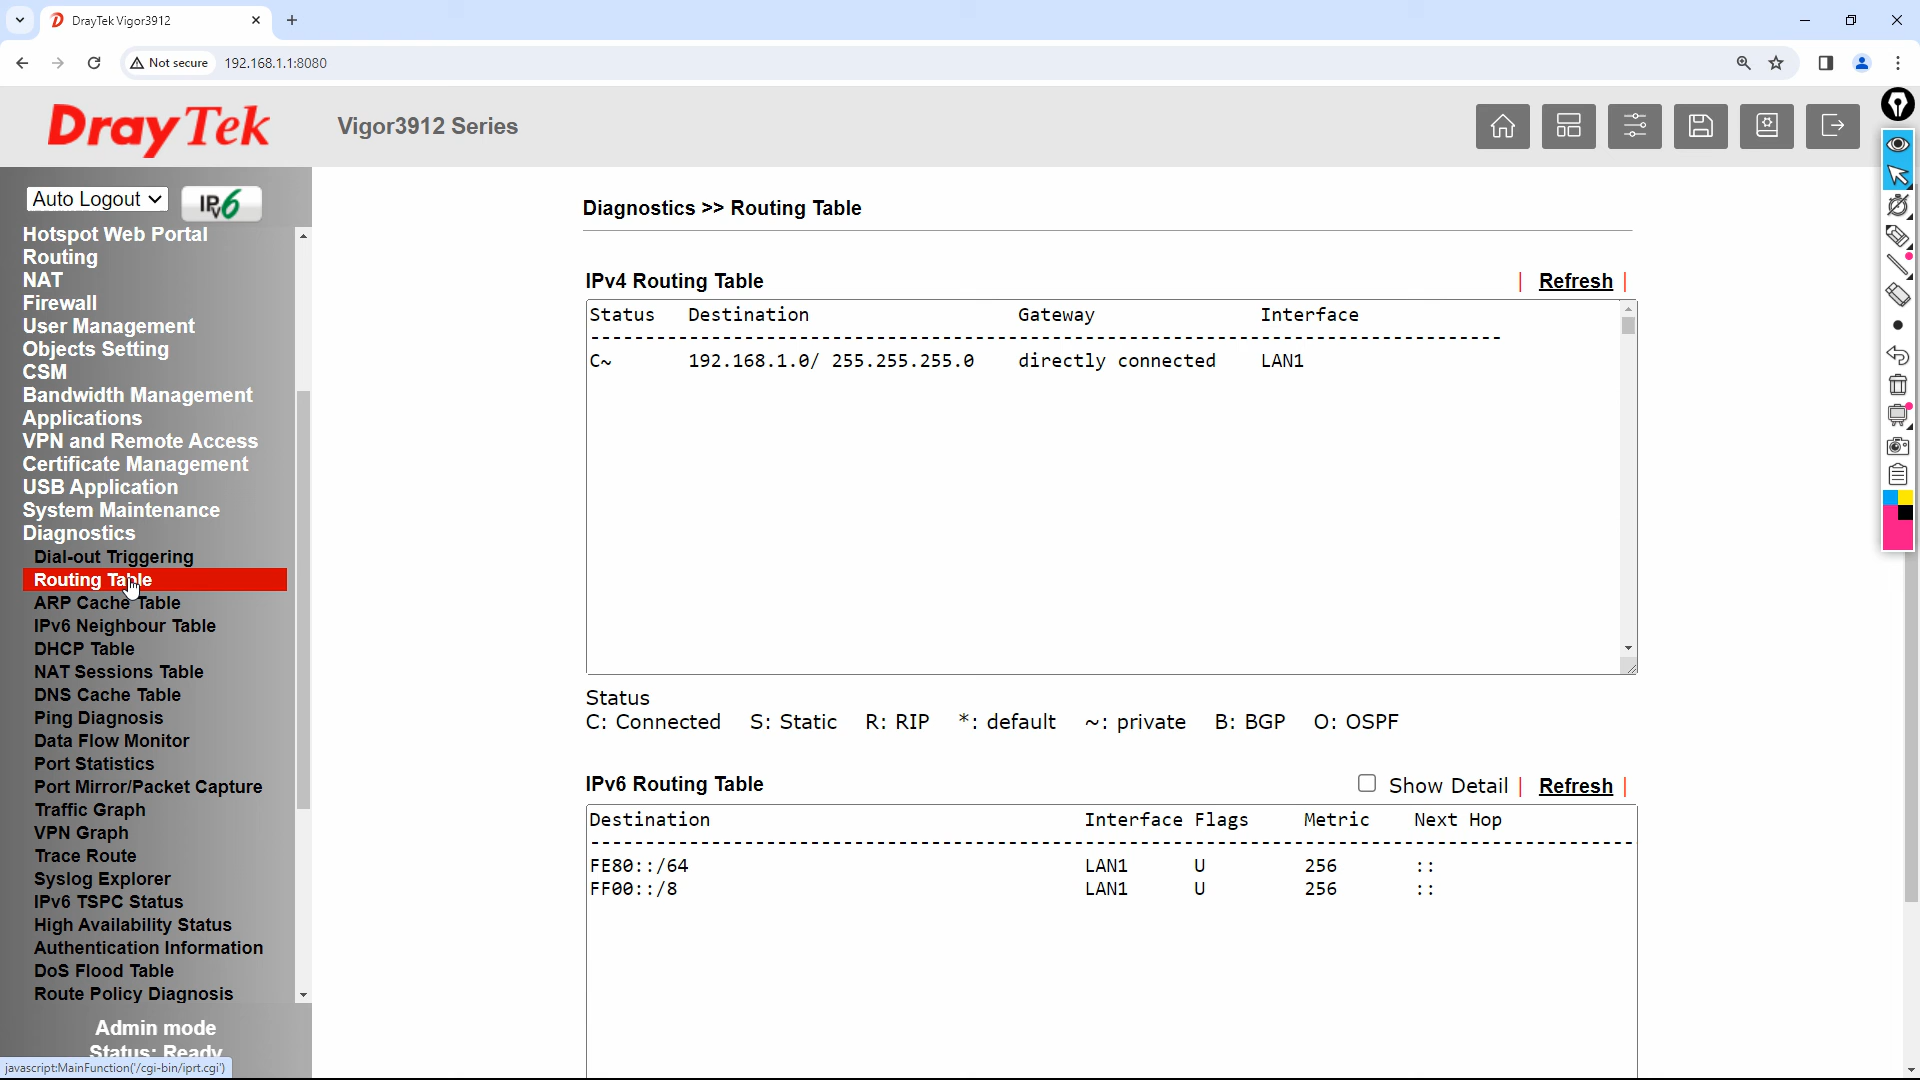 DrayTek Vigor3912
Not secure
192.168.1.1:8080
DrayTek
Vigor3912 Series
Auto Logout
IPv6
Hotspot Web Portal
Routing
NAT
Firewall
User Management
Objects Setting
CSM
Bandwidth Management
Applications
VPN and Remote Access
Certificate Management
USB Application
System Maintenance
Diagnostics
Dial-out Triggering
Routing Table
ARP Cache Table
IPv6 Neighbour Table
DHCP Table
NAT Sessions Table
DNS Cache Table
Ping Diagnosis
Data Flow Monitor
Port Statistics
Port Mirror/Packet Capture
Traffic Graph
VPN Graph
Trace Route
Syslog Explorer
IPv6 TSPC Status
High Availability Status
Authentication Information
DoS Flood Table
Route Policy Diagnosis
Admin mode
Status: Ready
javascript:MainFunction('/cgi-bin/iprt.cgi')
Diagnostics >> Routing Table
IPv4 Routing Table | Refresh |
Status Destination Gateway Interface
-----------------------------------------------------------------------------------
C~ 192.168.1.0/ 255.255.255.0 directly connected LAN1
Status
C: Connected S: Static R: RIP *: default ~: private B: BGP O: OSPF
IPv6 Routing Table Show Detail | Refresh |
Destination Interface Flags Metric Next Hop
-----------------------------------------------------------------------------------------------
FE80::/64 LAN1 U 256 ::
FF00::/8 LAN1 U 256 ::